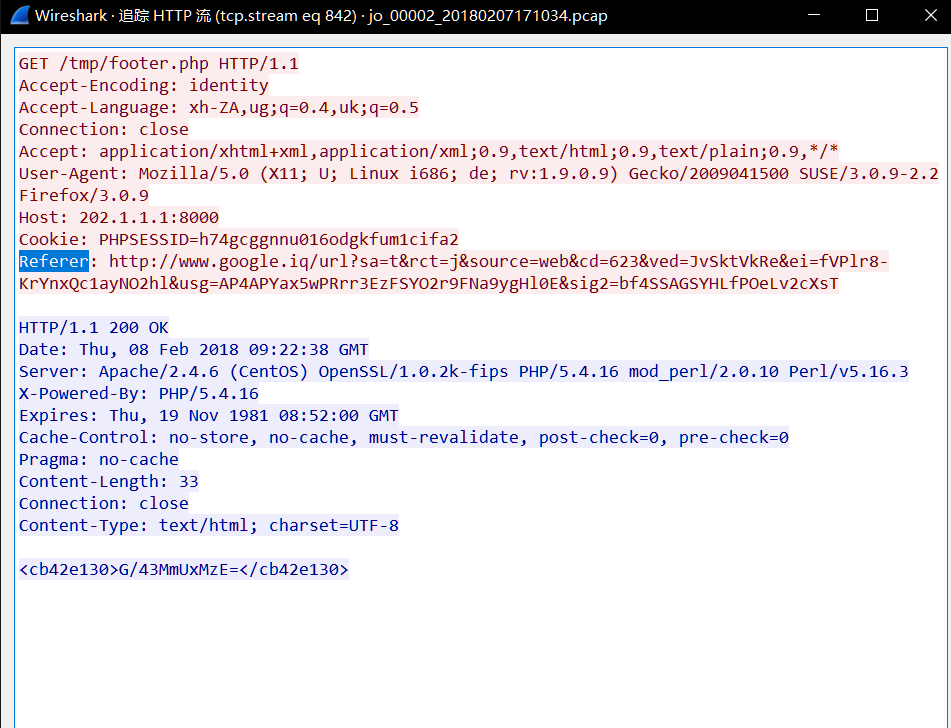 Wireshark · 追踪 HTTP 流 (tcp.stream eq 842) · jo_00002_20180207171034.pcap
GET /tmp/footer.php HTTP/1.1
Accept-Encoding: identity
Accept-Language: xh-ZA,ug;q=0.4,uk;q=0.5
Connection: close
Accept: application/xhtml+xml,application/xml;0.9,text/html;0.9,text/plain;0.9,*/*
User-Agent: Mozilla/5.0 (X11; U; Linux i686; de; rv:1.9.0.9) Gecko/2009041500 SUSE/3.0.9-2.2
Firefox/3.0.9
Host: 202.1.1.1:8000
Cookie: PHPSESSID=h74gcggnnu016odgkfum1cifa2
Referer: http://www.google.iq/url?sa=t&rct=j&source=web&cd=623&ved=JvSktVkRe&ei=fVPlr8-
KrYnxQc1ayNO2hl&usg=AP4APYax5wPRrr3EzFSYO2r9FNa9ygHl0E&sig2=bf4SSAGSYHLfPOeLv2cXsT
HTTP/1.1 200 OK
Date: Thu, 08 Feb 2018 09:22:38 GMT
Server: Apache/2.4.6 (CentOS) OpenSSL/1.0.2k-fips PHP/5.4.16 mod_perl/2.0.10 Perl/v5.16.3
X-Powered-By: PHP/5.4.16
Expires: Thu, 19 Nov 1981 08:52:00 GMT
Cache-Control: no-store, no-cache, must-revalidate, post-check=0, pre-check=0
Pragma: no-cache
Content-Length: 33
Connection: close
Content-Type: text/html; charset=UTF-8
<cb42e130>G/43MmUxMzE=</cb42e130>